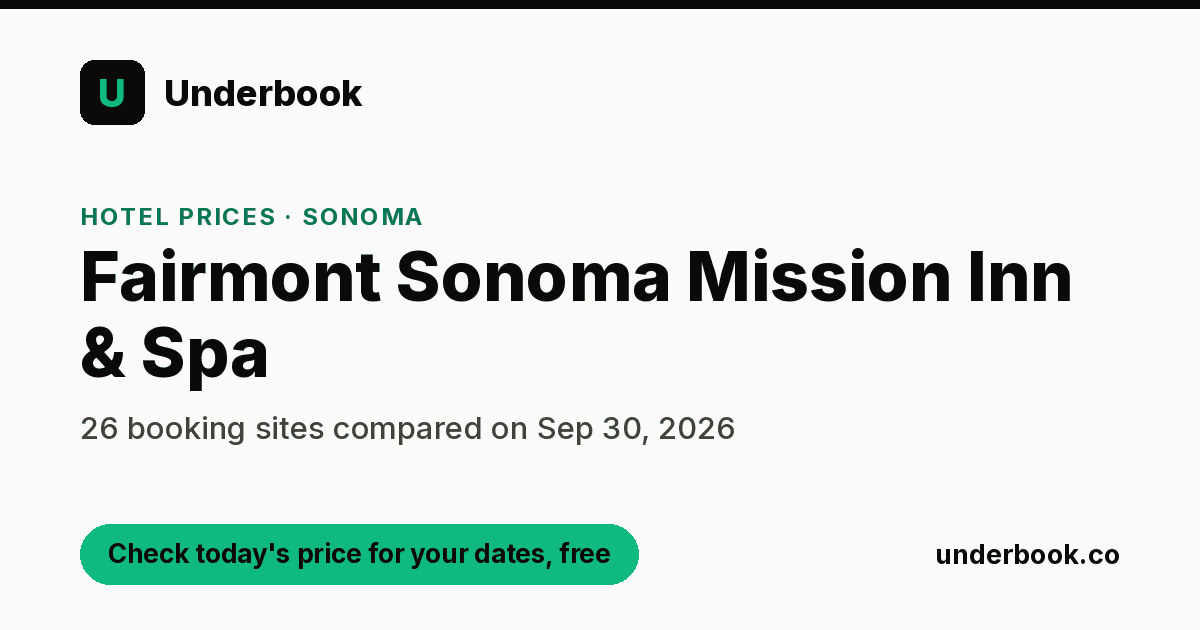 U
Underbook
HOTEL PRICES · SONOMA
Fairmont Sonoma Mission Inn
& Spa
26 booking sites compared on Sep 30, 2026
Check today's price for your dates, free
underbook.co